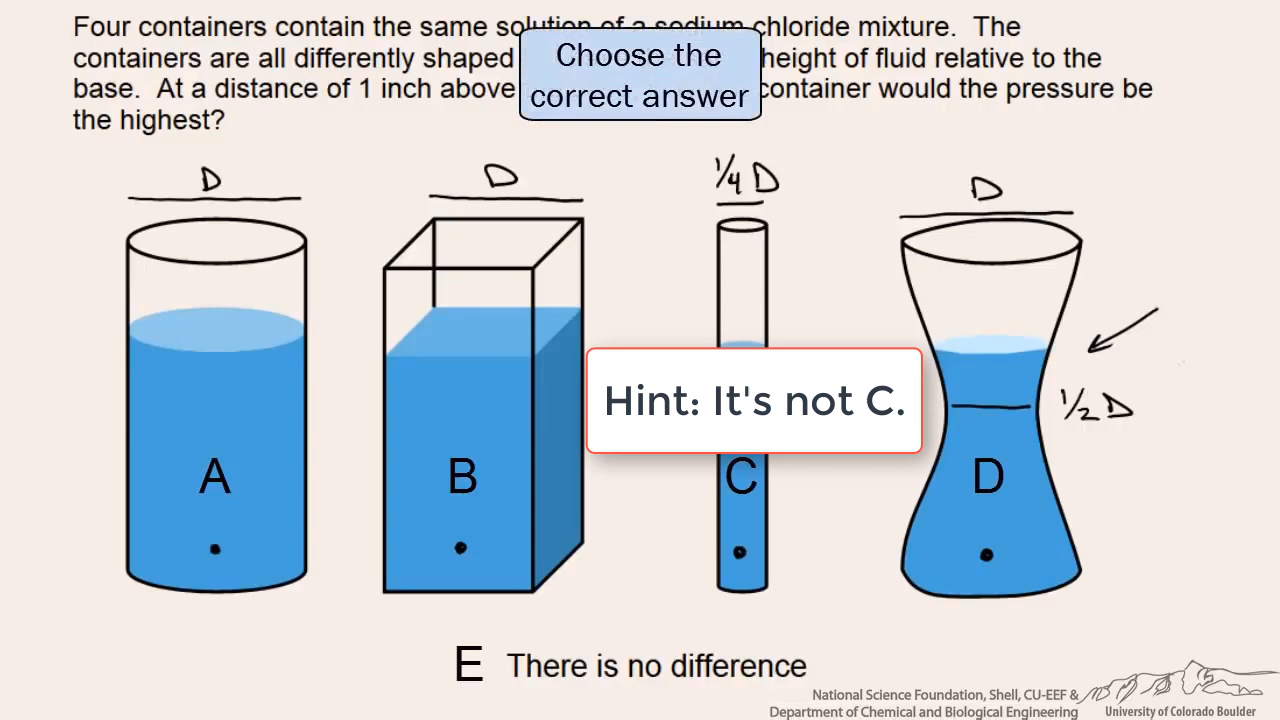 Four containers contain the same solution of a sodium chloride mixture. The
containers are all differently shaped height of fluid relative to the
base. At a distance of 1 inch above container would the pressure be
the highest?
Choose the
correct answer
D
D
1/4 D
D
Hint: It's not C.
1/2 D
A
B
C
D
E There is no difference
National Science Foundation, Shell, CU-EEF &
Department of Chemical and Biological Engineering
University of Colorado Boulder